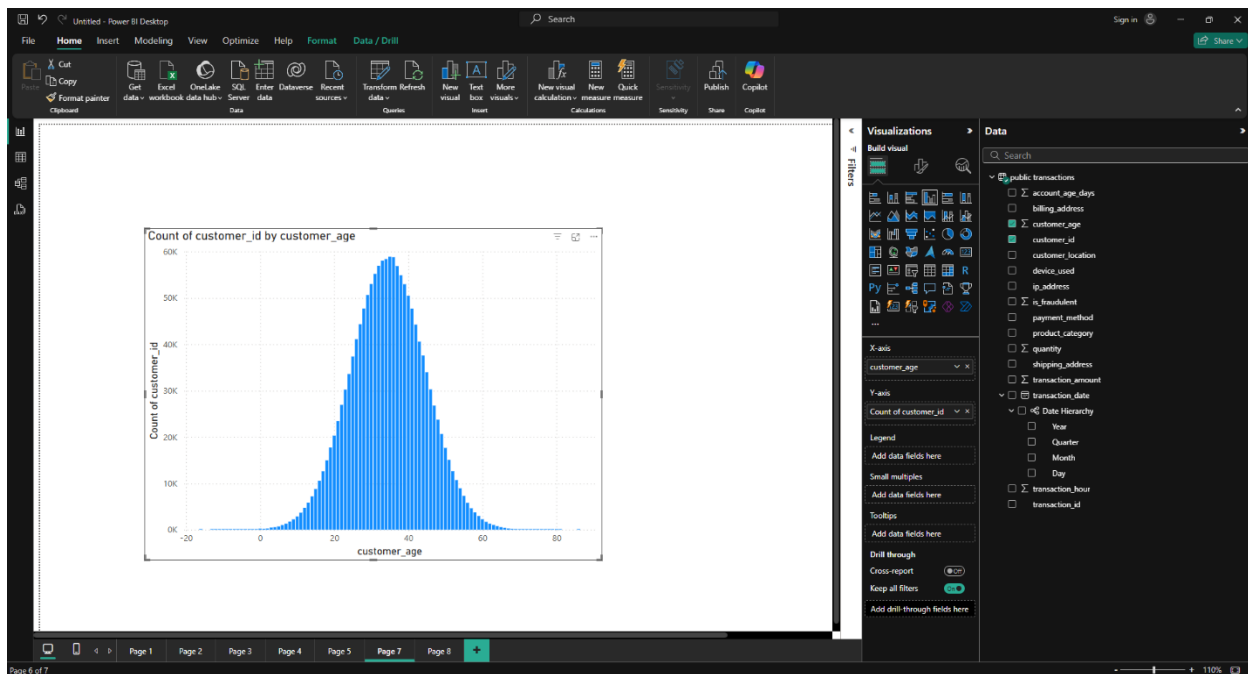 Untitled - Power BI Desktop
Search
Sign in
File Home Insert Modeling View Optimize Help Format Data / Drill
Share
Paste
Cut
Copy
Format painter
Clipboard
Get data
Excel workbook
OneLake data hub
SQL Server
Enter data
Dataverse
Recent sources
Data
Transform data
Refresh
Queries
New visual
Text box
More visuals
Insert
New visual calculation
New measure
Quick measure
Calculations
Sensitivity
Sensitivity
Publish
Share
Copilot
Copilot
Count of customer_id by customer_age
60K
50K
40K
30K
20K
10K
0K
Count of customer_id
-20 0 20 40 60 80
customer_age
Filters
Visualizations
Build visual
R
Py
...
X-axis
customer_age
Y-axis
Count of customer_id
Legend
Add data fields here
Small multiples
Add data fields here
Tooltips
Add data fields here
Drill through
Cross-report Off
Keep all filters On
Add drill-through fields here
Data
Search
public transactions
∑ account_age_days
billing_address
∑ customer_age
customer_id
customer_location
device_used
ip_address
∑ is_fraudulent
payment_method
product_category
∑ quantity
shipping_address
∑ transaction_amount
transaction_date
Date Hierarchy
Year
Quarter
Month
Day
∑ transaction_hour
transaction_id
Page 1 Page 2 Page 3 Page 4 Page 5 Page 7 Page 8 +
Page 6 of 7
- + 110%